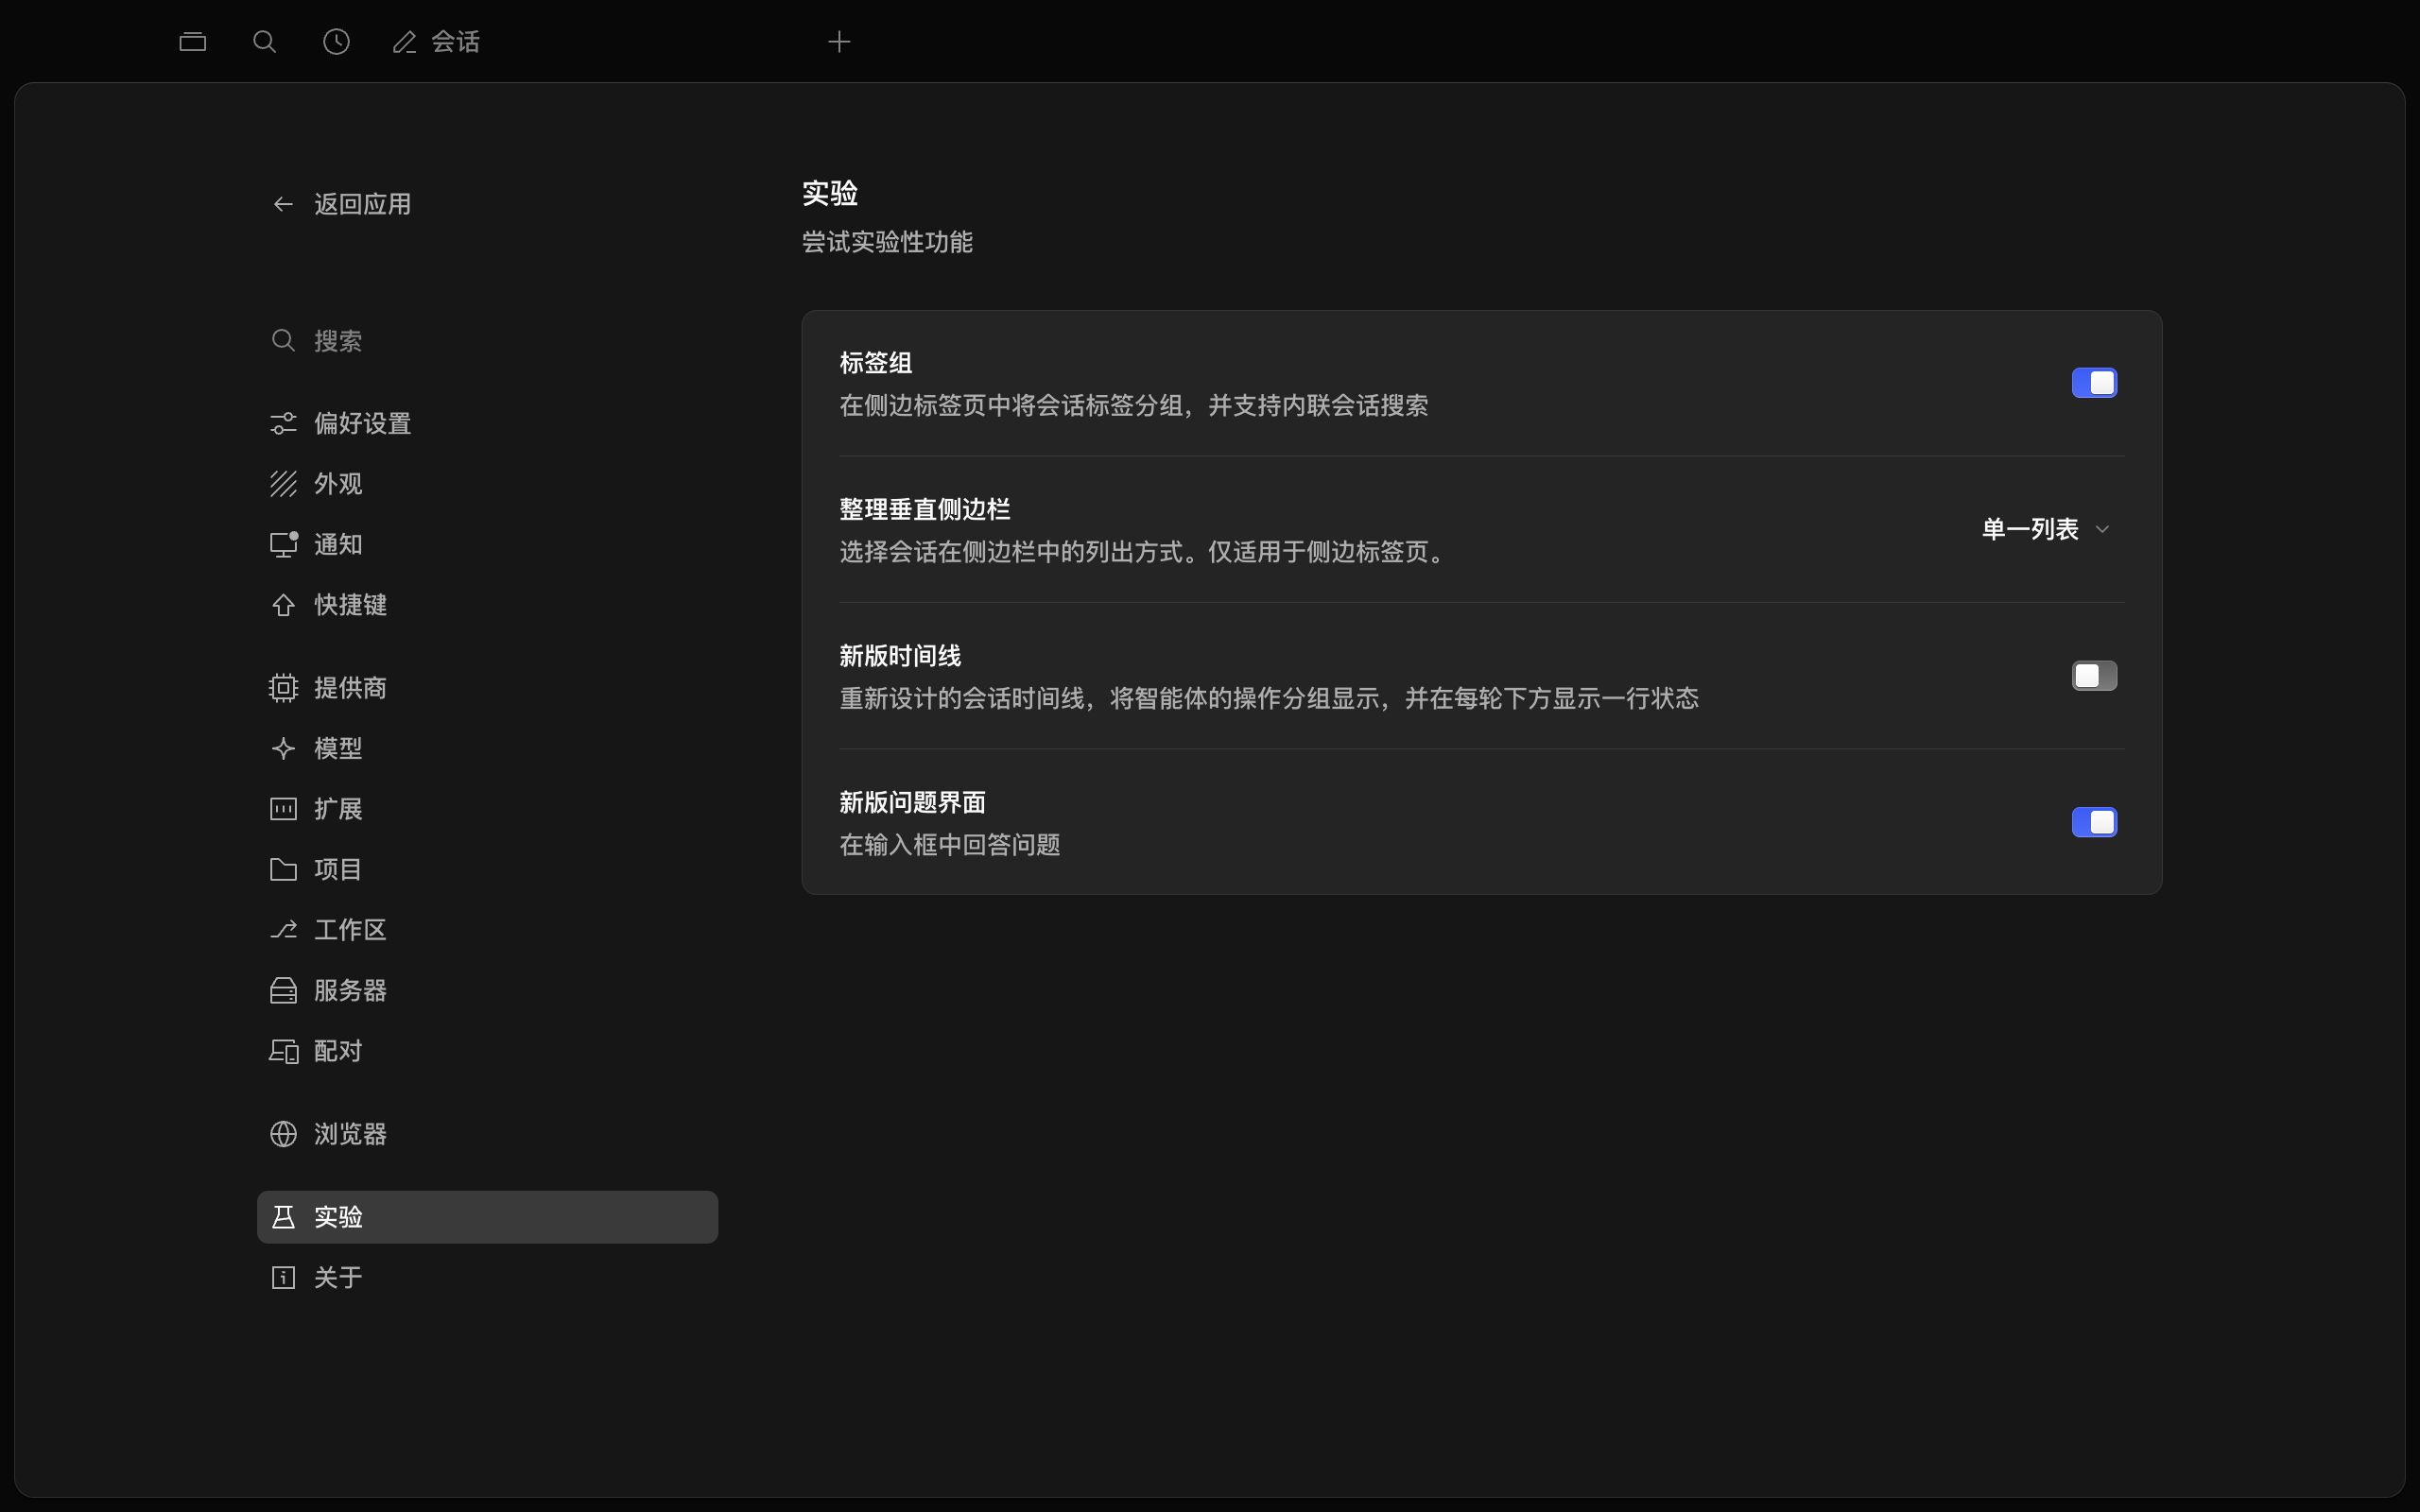 会话
返回应用
搜索
偏好设置
外观
通知
快捷键
提供商
模型
扩展
项目
工作区
服务器
配对
浏览器
实验
关于
实验
尝试实验性功能
标签组
在侧边标签页中将会话标签分组，并支持内联会话搜索
整理垂直侧边栏
选择会话在侧边栏中的列出方式。仅适用于侧边标签页。
单一列表
新版时间线
重新设计的会话时间线，将智能体的操作分组显示，并在每轮下方显示一行状态
新版问题界面
在输入框中回答问题